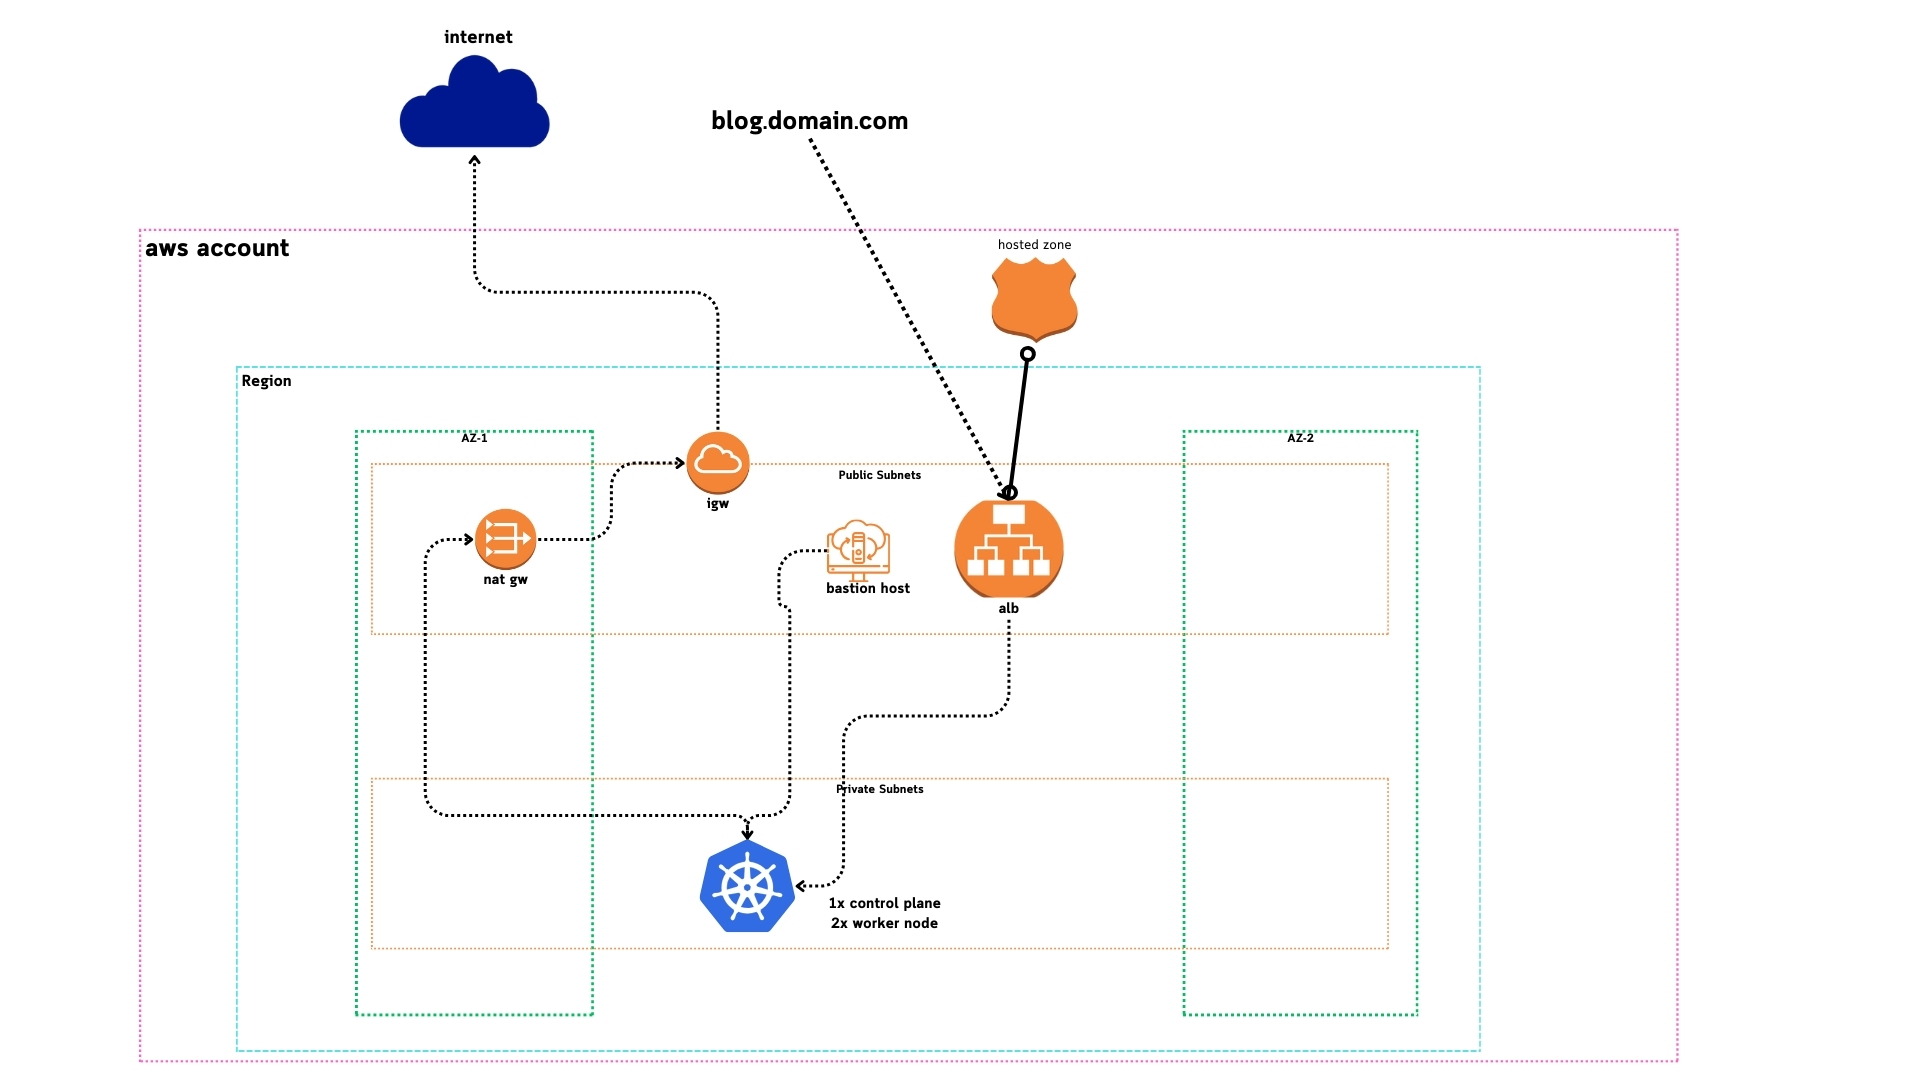 internet
blog.domain.com
aws account
hosted zone
Region
AZ-1
AZ-2
Public Subnets
igw
nat gw
bastion host
alb
Private Subnets
1x control plane
2x worker node